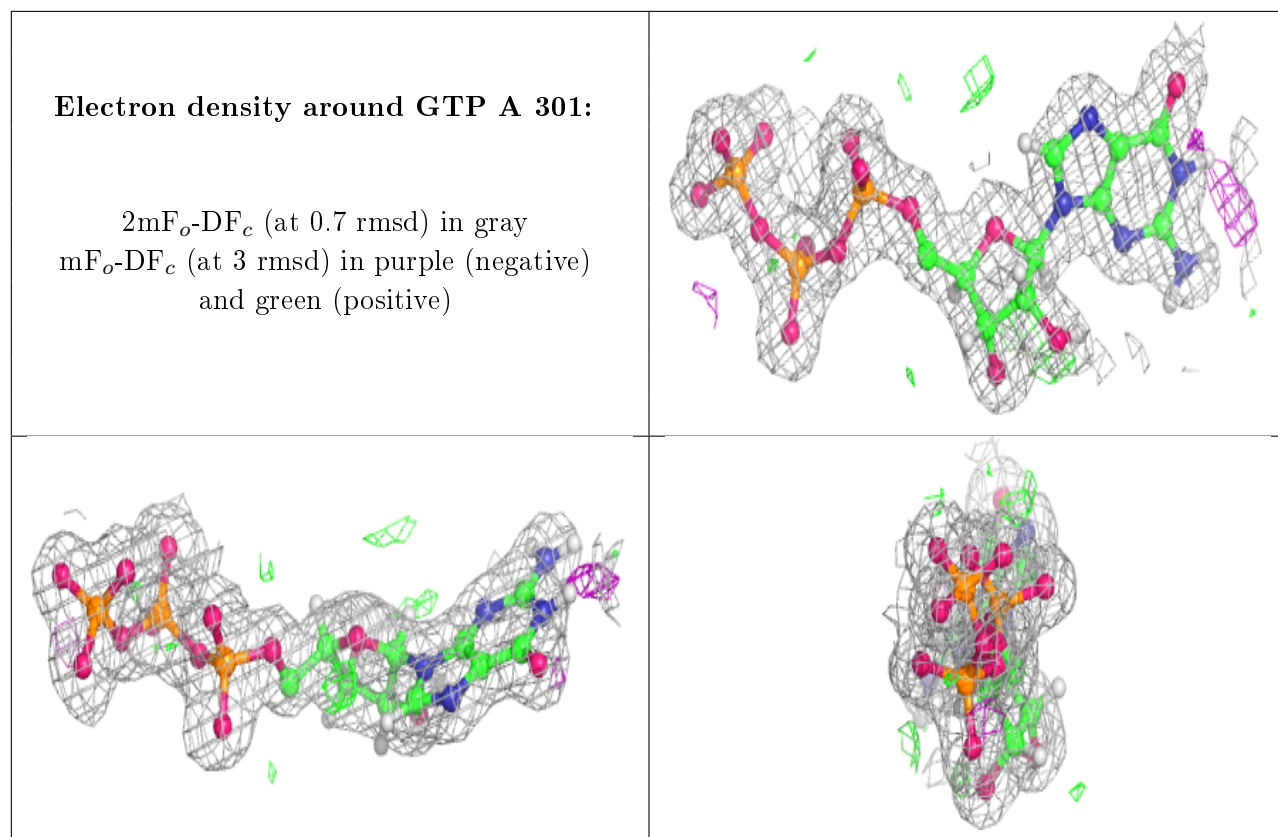 Electron density around GTP A 301:
2mFₒ-DF𝒸 (at 0.7 rmsd) in gray
mFₒ-DF𝒸 (at 3 rmsd) in purple (negative)
and green (positive)